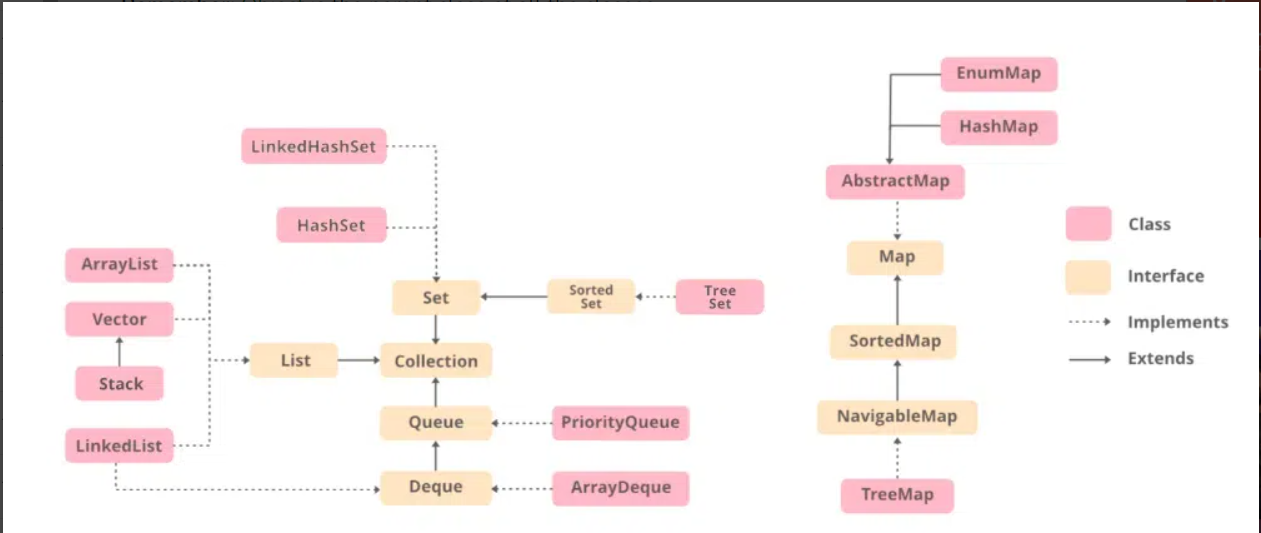 EnumMap
HashMap
LinkedHashSet
AbstractMap
HashSet
Class
ArrayList
Map
Interface
Set
Sorted
Set
Tree
Set
Vector
Implements
SortedMap
List
Collection
Extends
Stack
Queue
PriorityQueue
NavigableMap
LinkedList
Deque
ArrayDeque
TreeMap